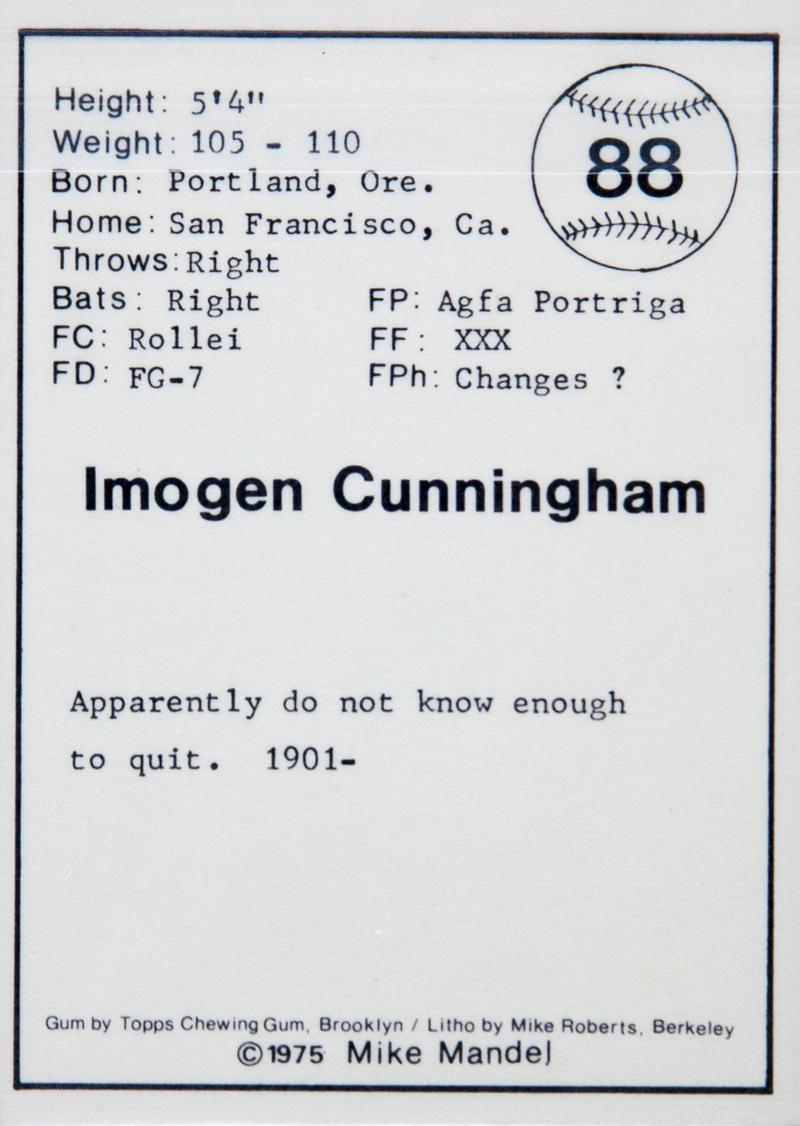 Height: 5'4"
Weight: 105 - 110
88
Born: Portland, Ore.
Home: San Francisco, Ca.
Throws: Right
Bats: Right FP: Agfa Portriga
FC: Rollei FF: XXX
FD: FG-7 FPh: Changes ?
Imogen Cunningham
Apparently do not know enough
to quit. 1901-
Gum by Topps Chewing Gum, Brooklyn / Litho by Mike Roberts, Berkeley
©1975 Mike Mandel